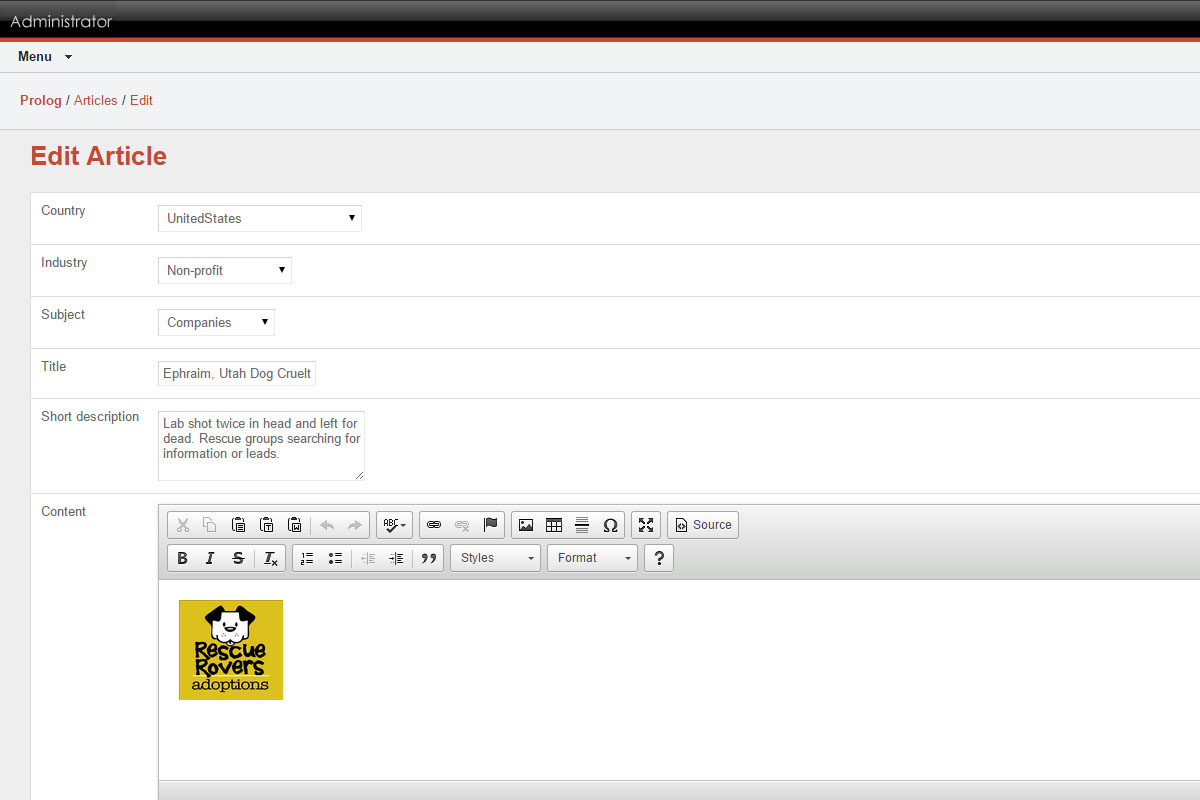 Administrator
Menu
Prolog / Articles / Edit
Edit Article
Country
UnitedStates
Industry
Non-profit
Subject
Companies
Title
Ephraim, Utah Dog Cruelt
Short description
Lab shot twice in head and left for
dead. Rescue groups searching for
information or leads.
Content
ABC
Ω
Source
B I S Ix
Styles
Format
?
Rescue
Rovers
adoptions